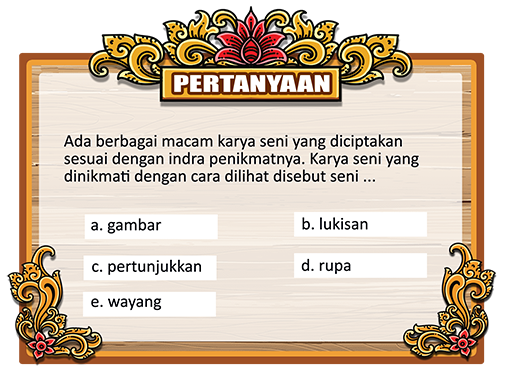 PERTANYAAN
Ada berbagai macam karya seni yang diciptakan
sesuai dengan indra penikmatnya. Karya seni yang
dinikmati dengan cara dilihat disebut seni ...
a. gambar
b. lukisan
c. pertunjukkan
d. rupa
e. wayang